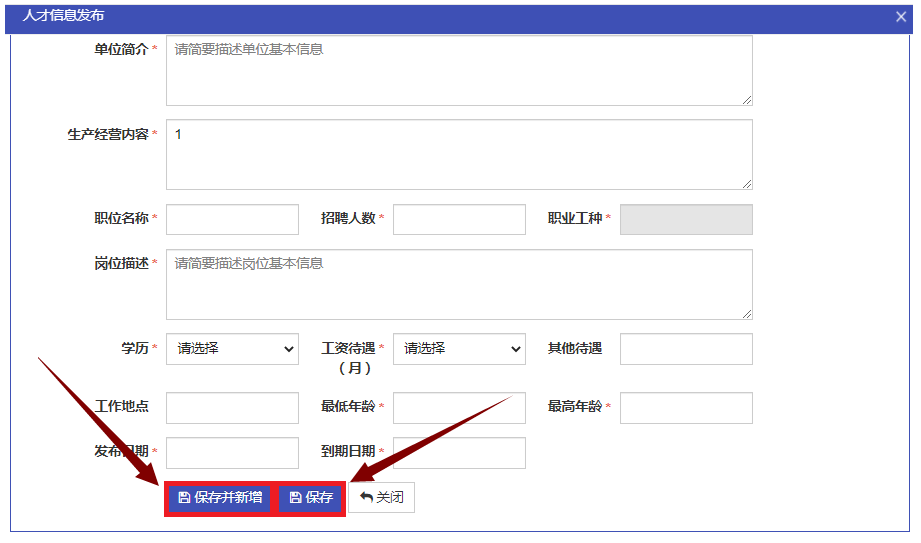 人才信息发布
单位简介 * 请简要描述单位基本信息
生产经营内容 * 1
职位名称 * 招聘人数 * 职业工种 *
岗位描述 * 请简要描述岗位基本信息
学历 * 请选择 工资待遇 * 请选择 其他待遇
（月）
工作地点 最低年龄 * 最高年龄 *
发布日期 * 到期日期 *
保存并新增 保存 关闭